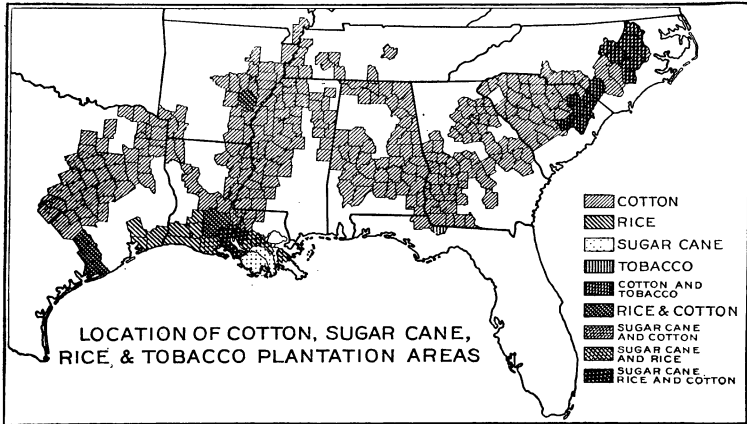 LOCATION OF COTTON, SUGAR CANE,
RICE, & TOBACCO PLANTATION AREAS
COTTON
RICE
SUGAR CANE
TOBACCO
COTTON AND
TOBACCO
RICE & COTTON
SUGAR CANE
AND COTTON
SUGAR CANE
AND RICE
SUGAR CANE
RICE AND COTTON